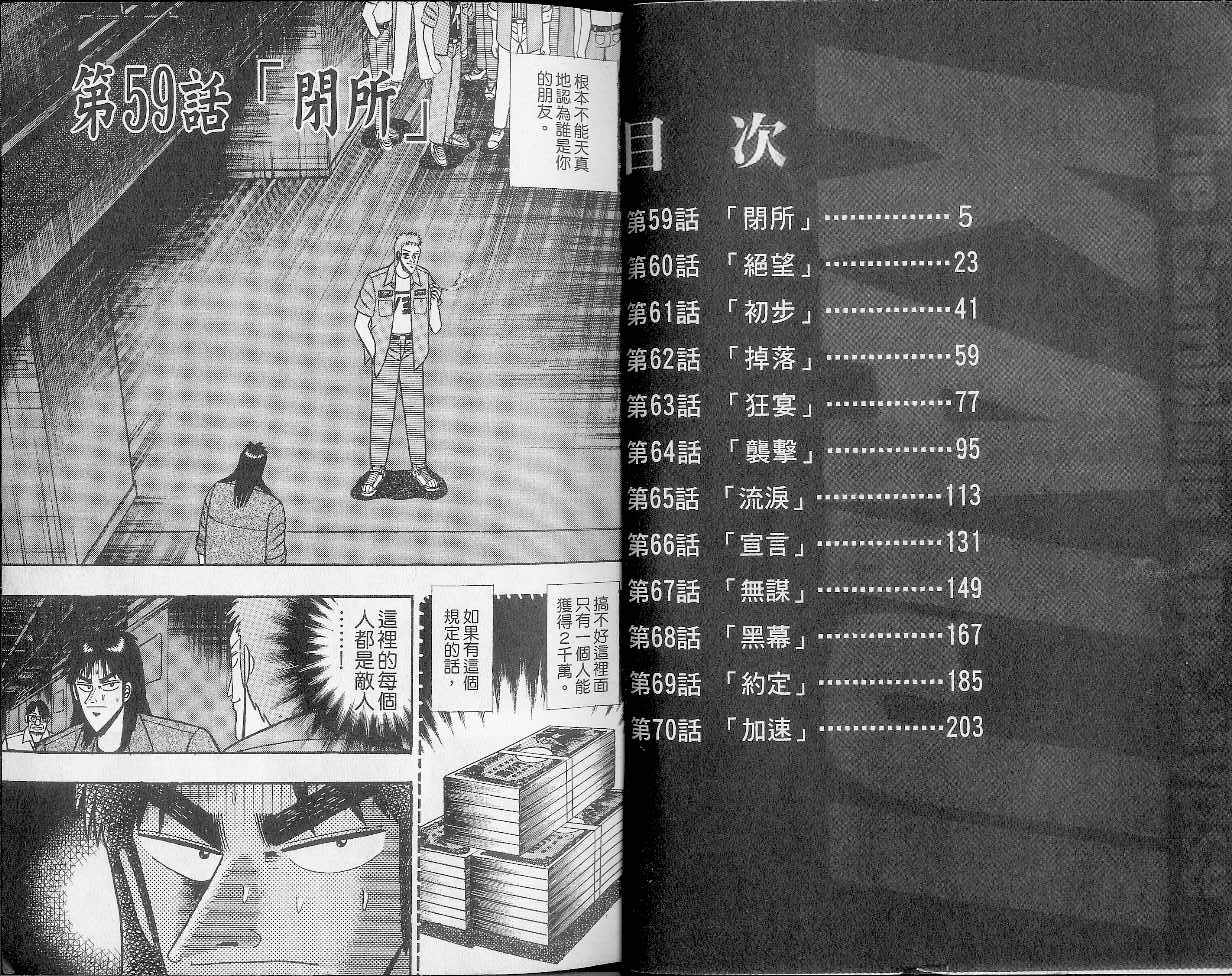 目次
第59話 「閉所」 5
第60話 「絕望」 23
第61話 「初步」 41
第62話 「掉落」 59
第63話 「狂宴」 77
第64話 「襲擊」 95
第65話 「流淚」 113
第66話 「宣言」 131
第67話 「無謀」 149
第68話 「黑幕」 167
第69話 「約定」 185
第70話 「加速」 203
第59話「閉所」
根本不能天真
地認為誰是你
的朋友。
搞不好這裡面
只有一個人能
獲得2千萬。
如果有這個
規定的話，
這裡的每個
人都是敵人
……！